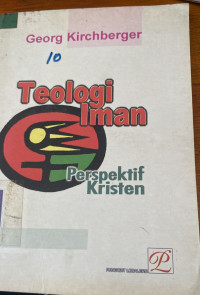 Georg Kirchberger
10
Teologi
Iman
Perspektif
Kristen